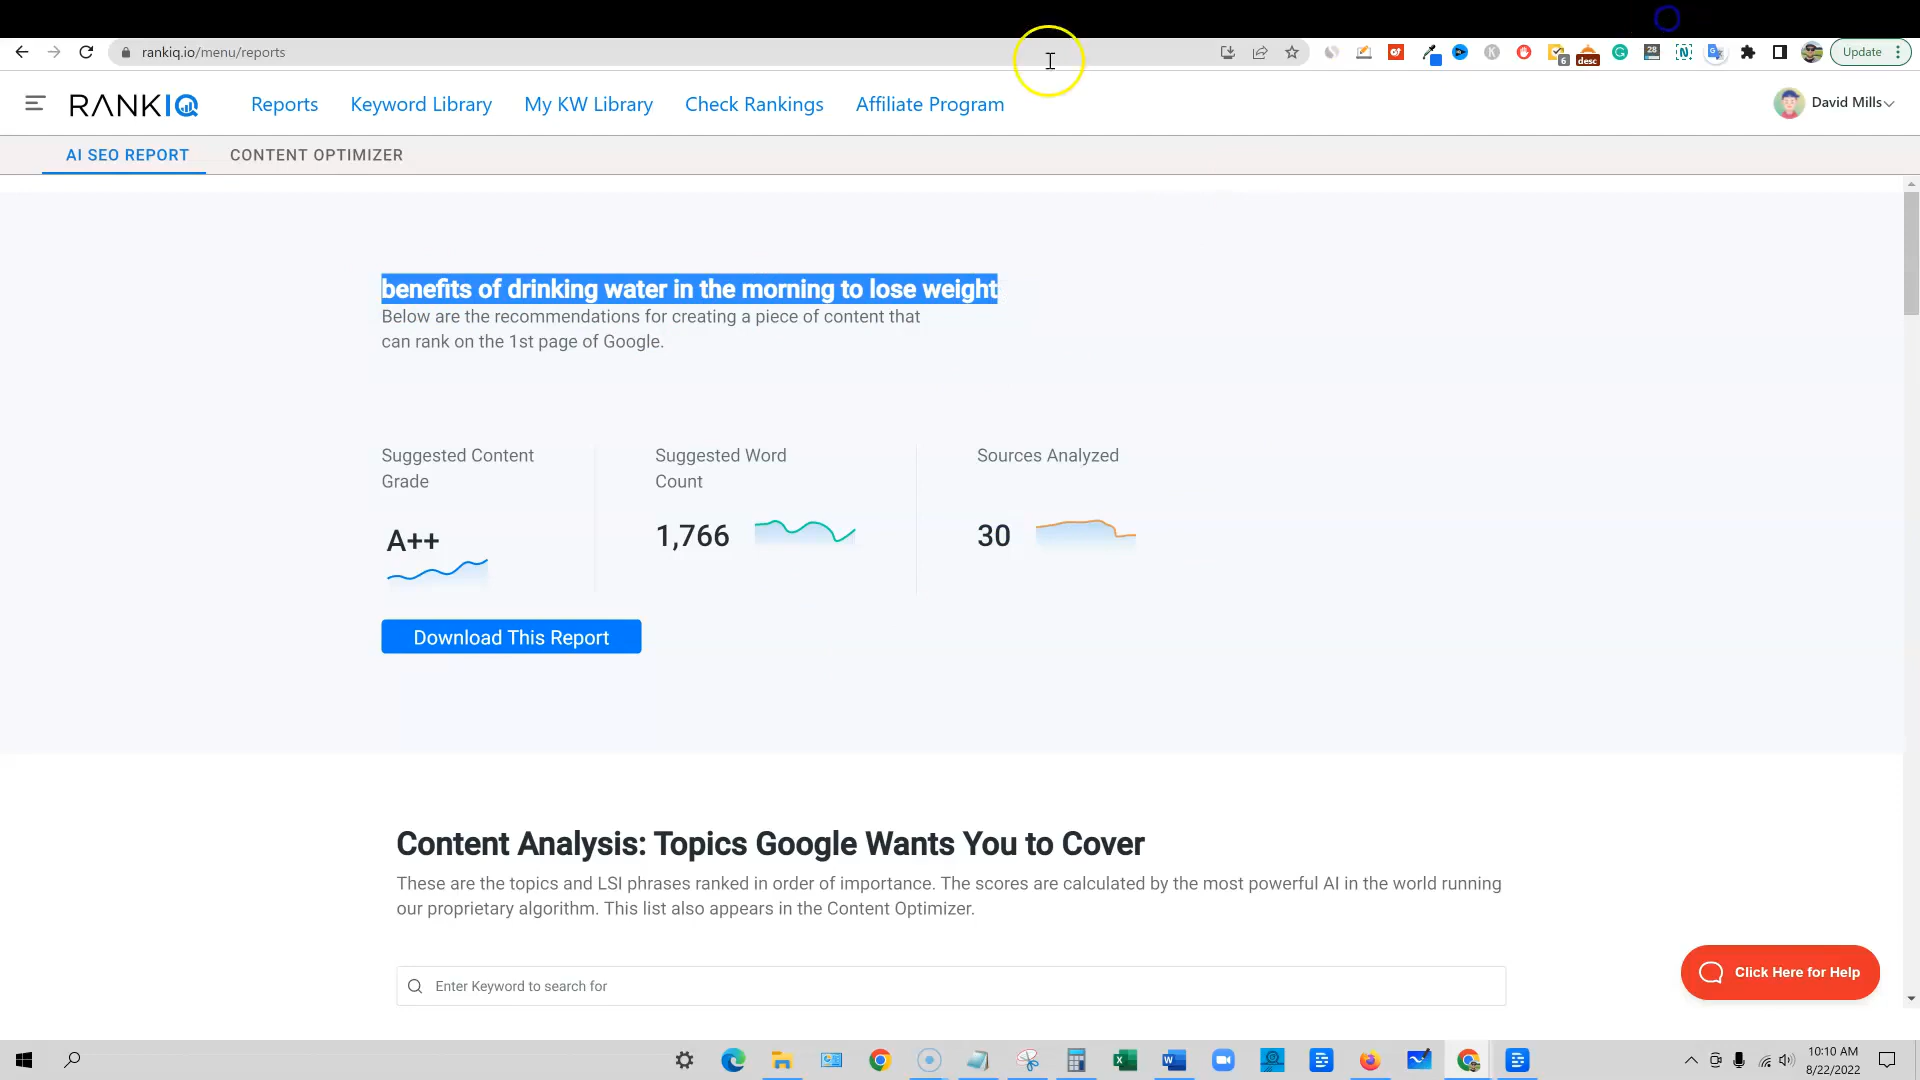 rankiq.io/menu/reports
6
desc
28
Update
RANKIQ
Reports
Keyword Library
My KW Library
Check Rankings
Affiliate Program
David Mills
AI SEO REPORT
CONTENT OPTIMIZER
benefits of drinking water in the morning to lose weight
Below are the recommendations for creating a piece of content that
can rank on the 1st page of Google.
Suggested Content
Grade
A++
Suggested Word
Count
1,766
Sources Analyzed
30
Download This Report
Content Analysis: Topics Google Wants You to Cover
These are the topics and LSI phrases ranked in order of importance. The scores are calculated by the most powerful AI in the world running
our proprietary algorithm. This list also appears in the Content Optimizer.
Enter Keyword to search for
Click Here for Help
10:10 AM
8/22/2022